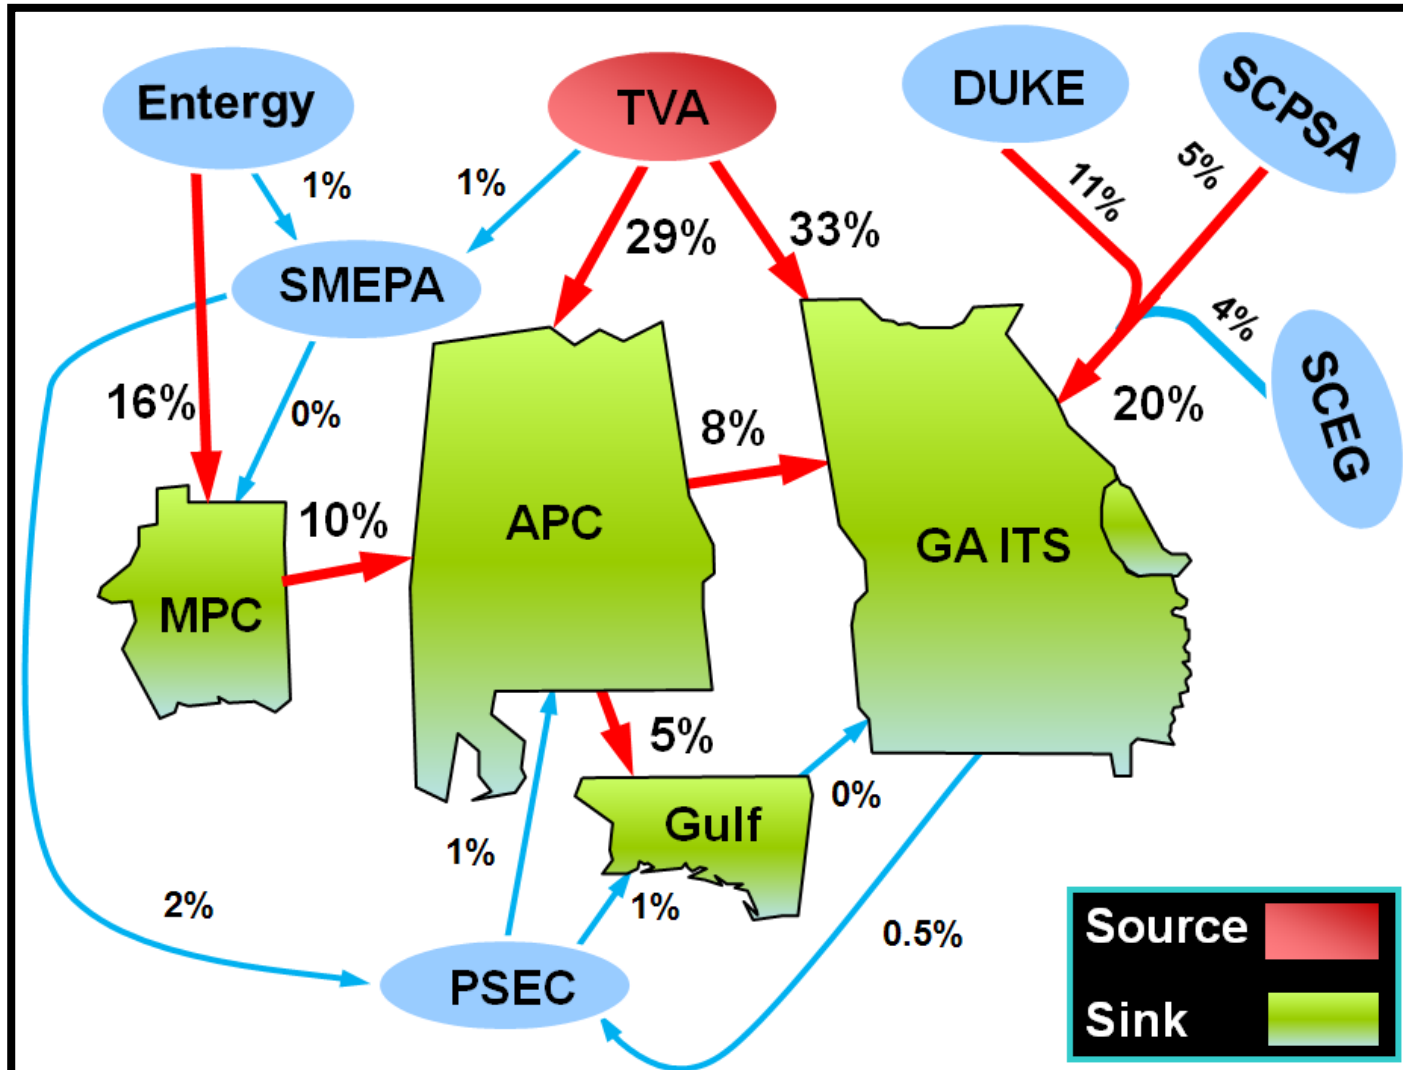 Entergy
TVA
DUKE
SCPSA
1%
1%
11%
5%
29%
33%
SMEPA
4%
16%
0%
8%
20%
SCEG
10%
APC
GA ITS
MPC
5%
0%
Gulf
1%
2%
1%
0.5%
PSEC
Source
Sink